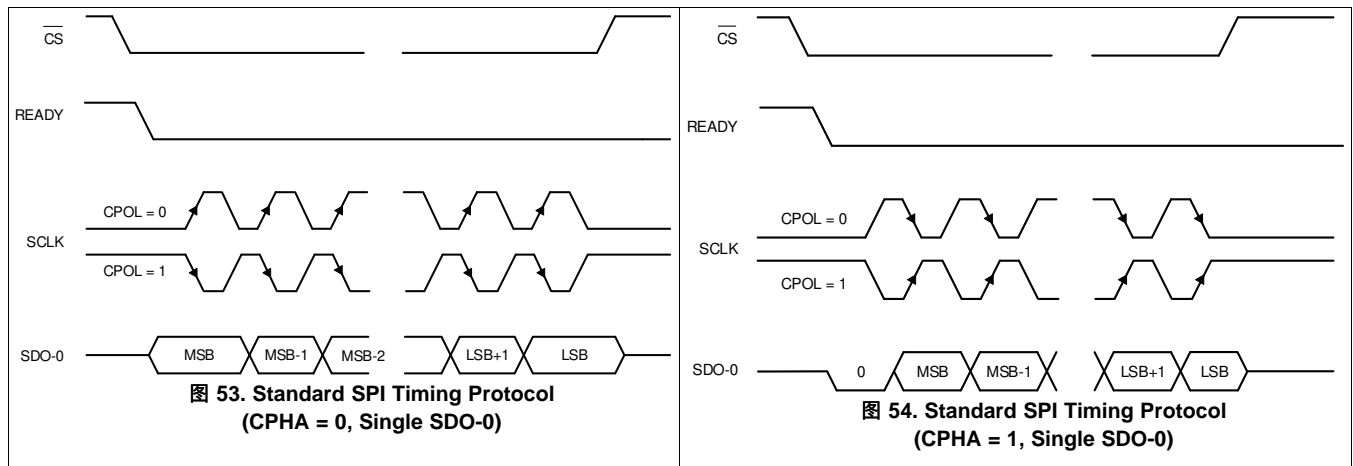 CS
READY
CPOL = 0
SCLK
CPOL = 1
SDO-0
MSB
MSB-1
MSB-2
LSB+1
LSB
图 53. Standard SPI Timing Protocol
(CPHA = 0, Single SDO-0)
CS
READY
CPOL = 0
SCLK
CPOL = 1
SDO-0
0
MSB
MSB-1
LSB+1
LSB
图 54. Standard SPI Timing Protocol
(CPHA = 1, Single SDO-0)